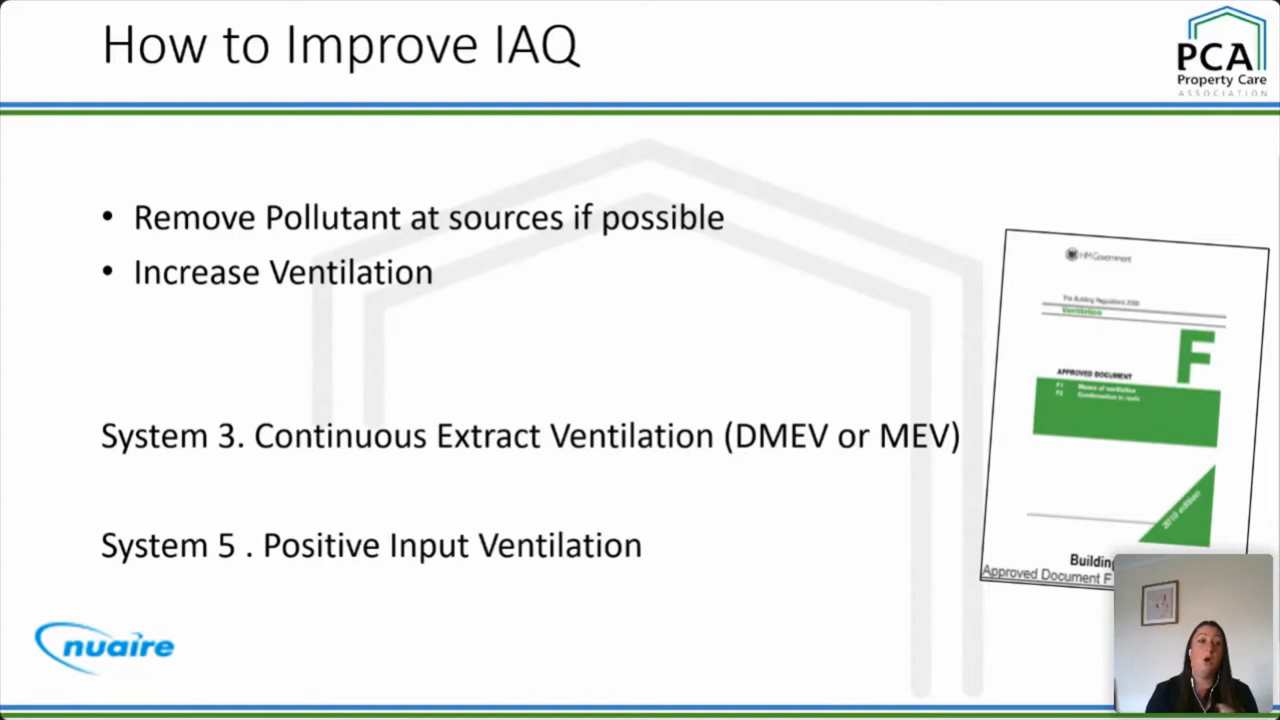 How to Improve IAQ
PCA
Property Care
ASSOCIATION
• Remove Pollutant at sources if possible
• Increase Ventilation
System 3. Continuous Extract Ventilation (DMEV or MEV)
System 5 . Positive Input Ventilation
HM Government
The Building Regulations
Ventilation
F
APPROVED DOCUMENT
F1 Means of ventilation
F2 Condensation in roofs
2010 edition
Approved Document F
nuaire